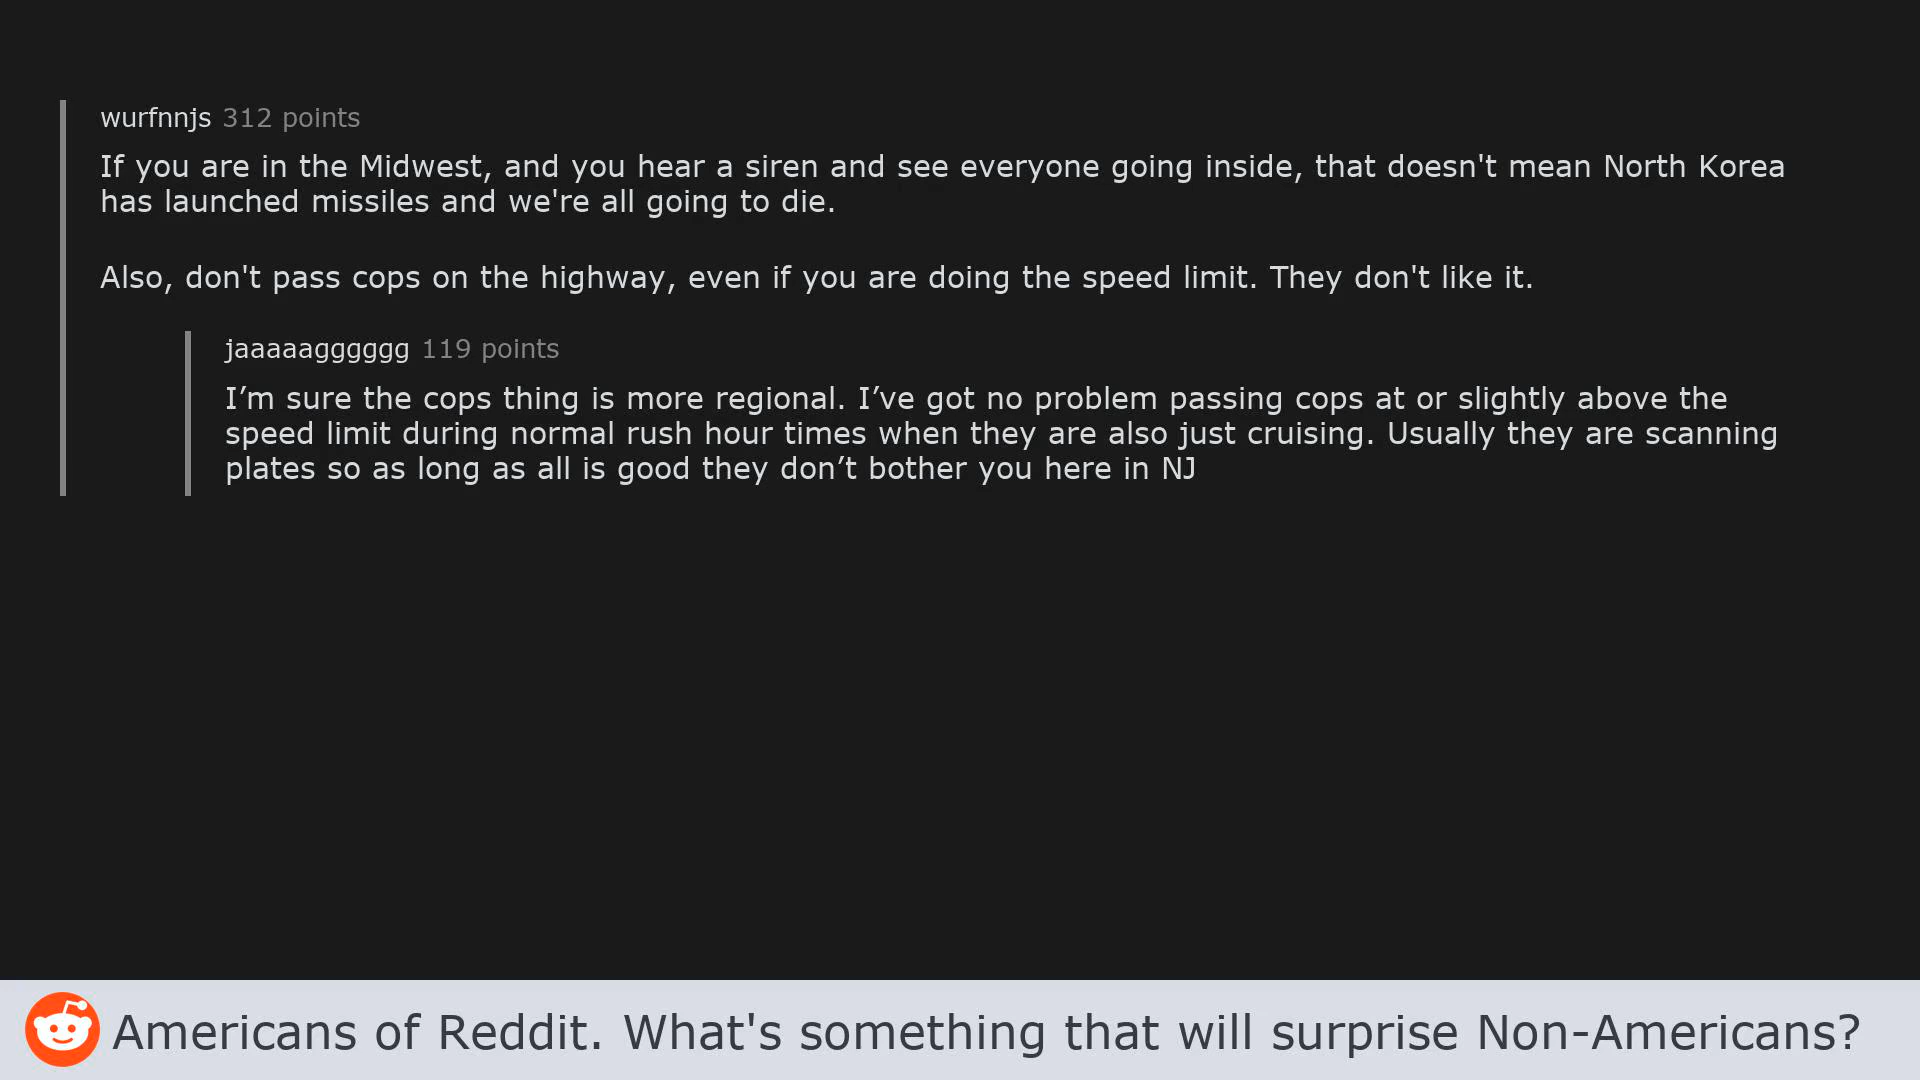 wurfnnjs 312 points
If you are in the Midwest, and you hear a siren and see everyone going inside, that doesn't mean North Korea
has launched missiles and we're all going to die.
Also, don't pass cops on the highway, even if you are doing the speed limit. They don't like it.
jaaaaagggggg 119 points
I’m sure the cops thing is more regional. I’ve got no problem passing cops at or slightly above the
speed limit during normal rush hour times when they are also just cruising. Usually they are scanning
plates so as long as all is good they don’t bother you here in NJ
Americans of Reddit. What's something that will surprise Non-Americans?